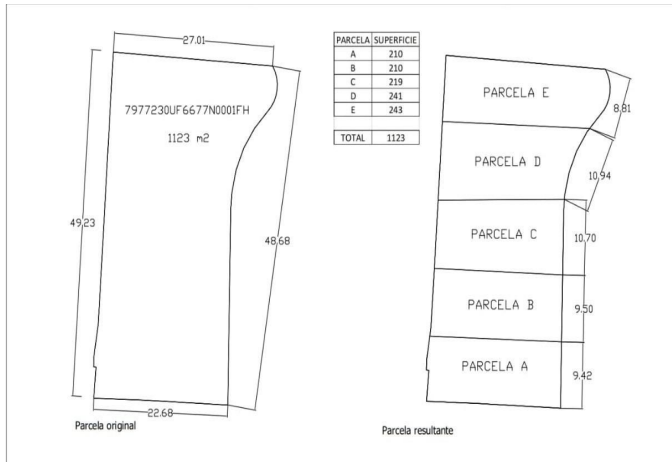 27.01
7977230UF6677N0001FH
1123 m2
49.23
48.68
22.68
Parcela original
PARCELA SUPERFICIE
A 210
B 210
C 219
D 241
E 243
TOTAL 1123
PARCELA E
8.81
PARCELA D
10.94
PARCELA C
10.70
PARCELA B
9.50
PARCELA A
9.42
Parcela resultante